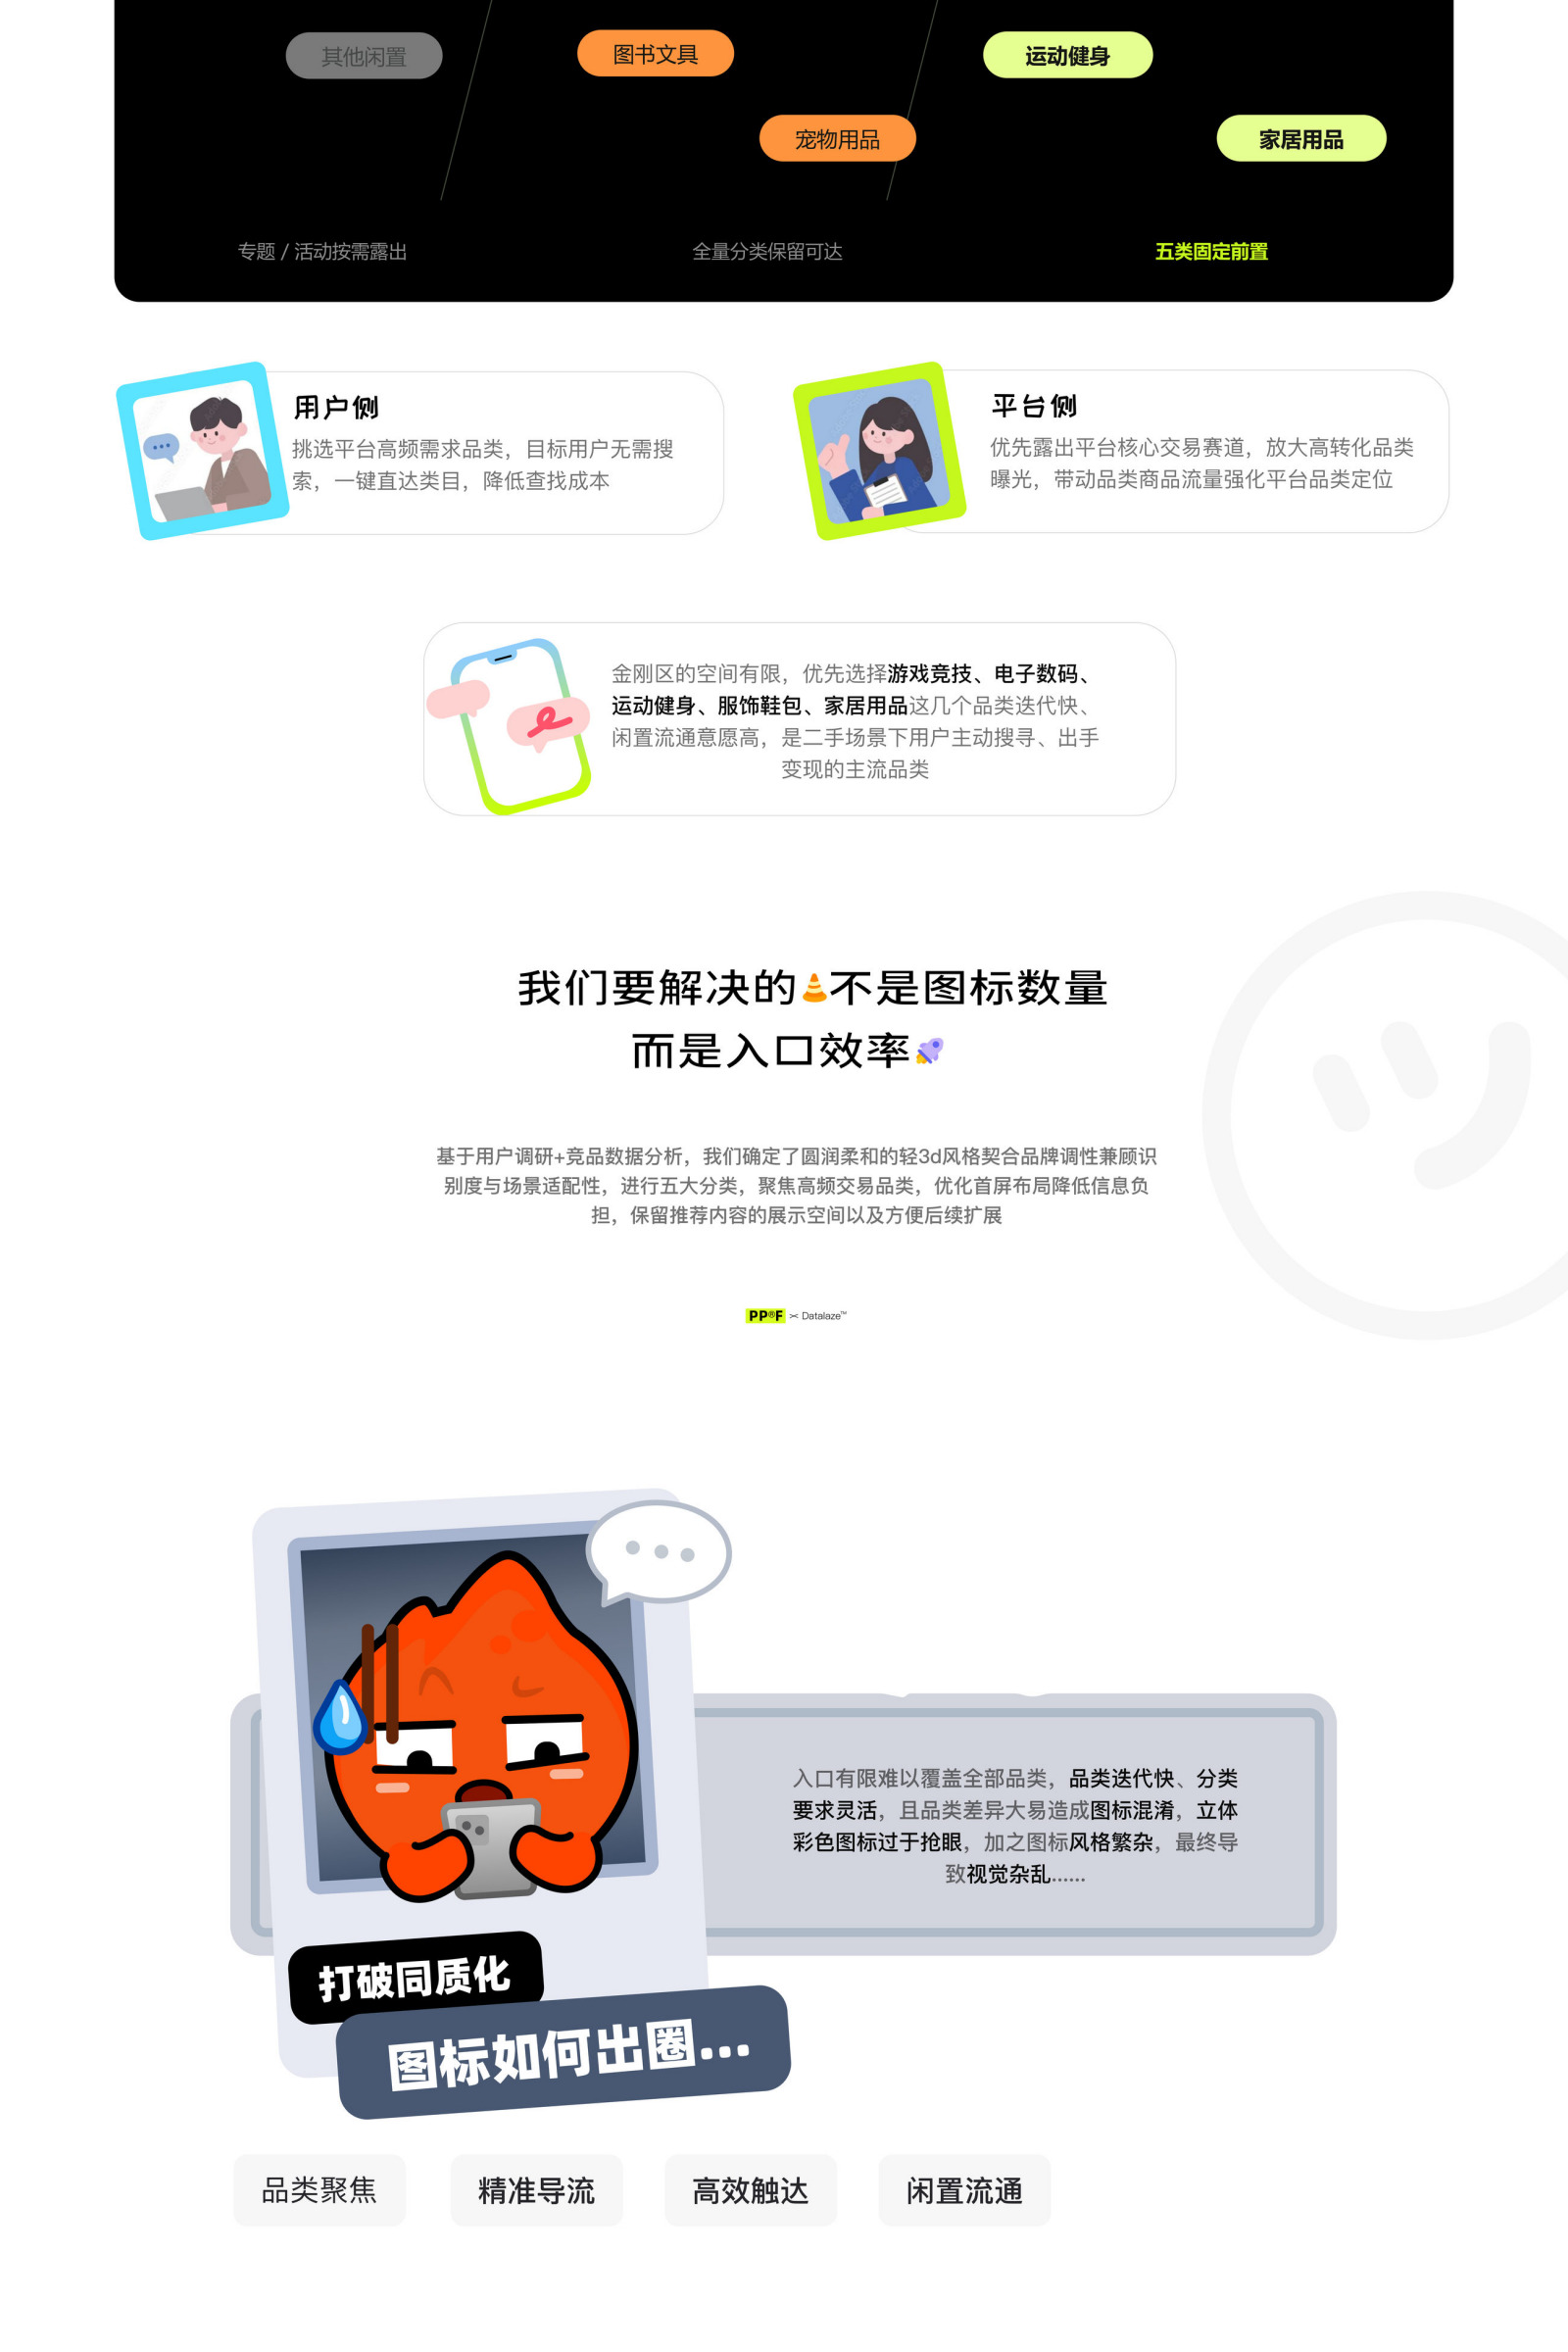 其他闲置
图书文具
运动健身
宠物用品
家居用品
专题 / 活动按需露出
全量分类保留可达
五类固定前置
用户侧
挑选平台高频需求品类，目标用户无需搜
索，一键直达类目，降低查找成本
平台侧
优先露出平台核心交易赛道，放大高转化品类
曝光，带动品类商品流量强化平台品类定位
金刚区的空间有限，优先选择游戏竞技、电子数码、
运动健身、服饰鞋包、家居用品这几个品类迭代快、
闲置流通意愿高，是二手场景下用户主动搜寻、出手
变现的主流品类
我们要解决的不是图标数量
而是入口效率
基于用户调研+竞品数据分析，我们确定了圆润柔和的轻3d风格契合品牌调性兼顾识
别度与场景适配性，进行五大分类，聚焦高频交易品类，优化首屏布局降低信息负
担，保留推荐内容的展示空间以及方便后续扩展
PP®F × Datalaze™
入口有限难以覆盖全部品类，品类迭代快、分类
要求灵活，且品类差异大易造成图标混淆，立体
彩色图标过于抢眼，加之图标风格繁杂，最终导
致视觉杂乱......
打破同质化
图标如何出圈...
品类聚焦
精准导流
高效触达
闲置流通